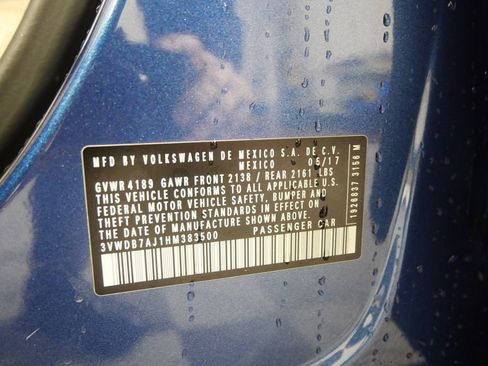 MFD. BY VOLKSWAGEN DE MEXICO S.A. DE C.V.
MEXICO 05/17
GVWR 4189 GAWR FRONT 2138 / REAR 2161 LBS
THIS VEHICLE CONFORMS TO ALL APPLICABLE U.S.
FEDERAL MOTOR VEHICLE SAFETY, BUMPER AND
THEFT PREVENTION STANDARDS IN EFFECT ON
THE DATE OF MANUFACTURE SHOWN ABOVE.
3VWDB7AJ1HM383500 PASSENGER CAR
1926837 3156 M